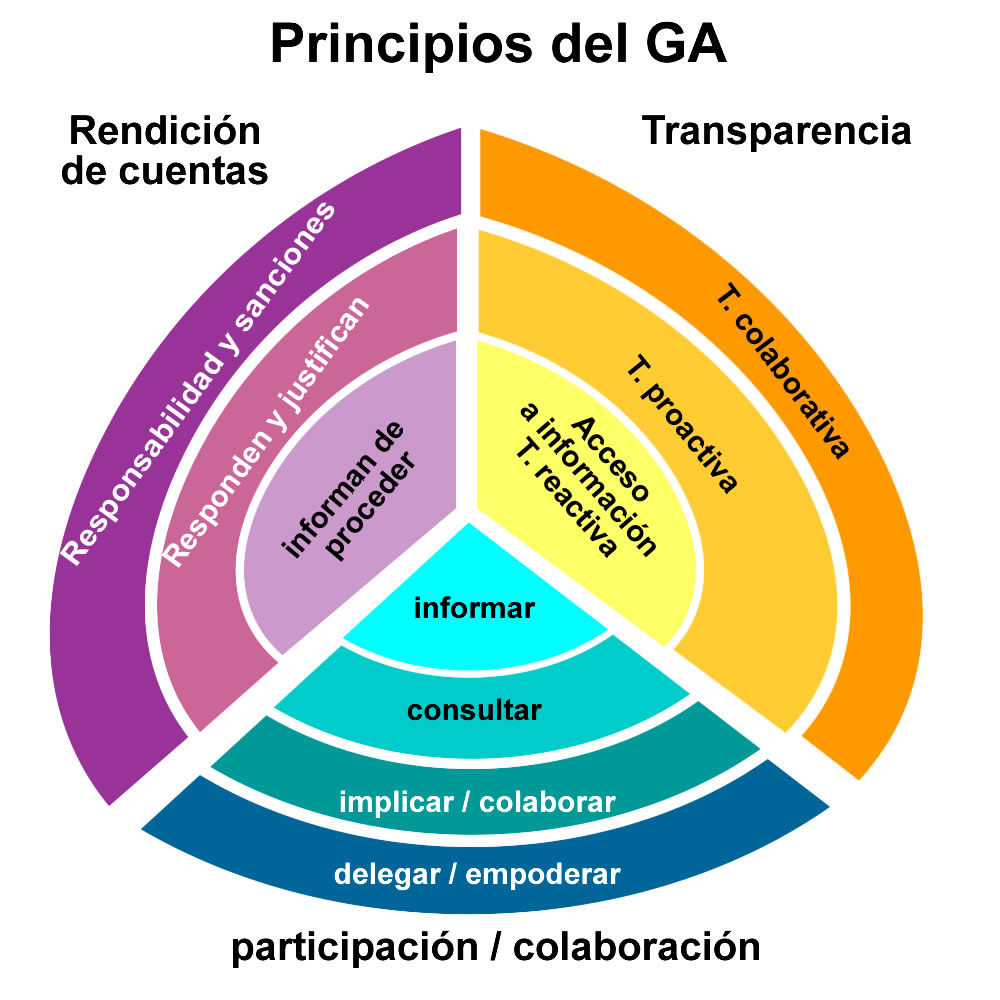 Principios del GA
Rendición
de cuentas
Transparencia
Responsabilidad y sanciones
Responden y justifican
informan de
proceder
Acceso
a información
T. reactiva
T. proactiva
T. colaborativa
informar
consultar
implicar / colaborar
delegar / empoderar
participación / colaboración